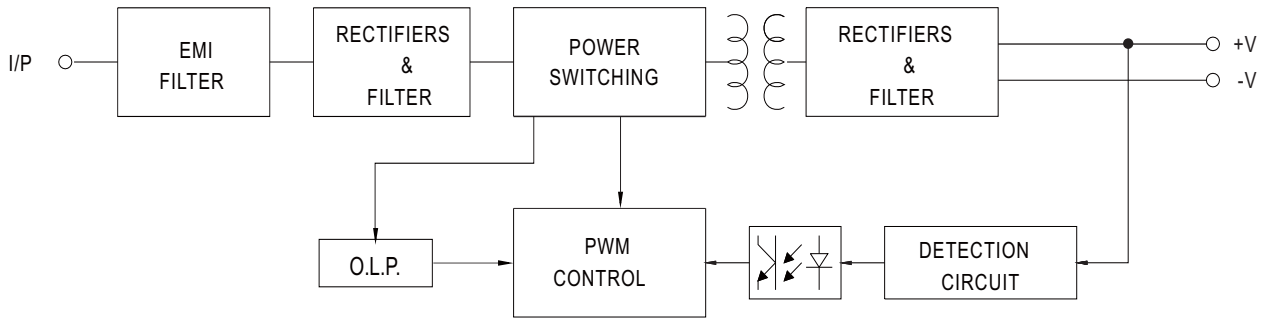 I/P
EMI
FILTER
RECTIFIERS
&
FILTER
POWER
SWITCHING
RECTIFIERS
&
FILTER
+V
-V
O.L.P.
PWM
CONTROL
DETECTION
CIRCUIT